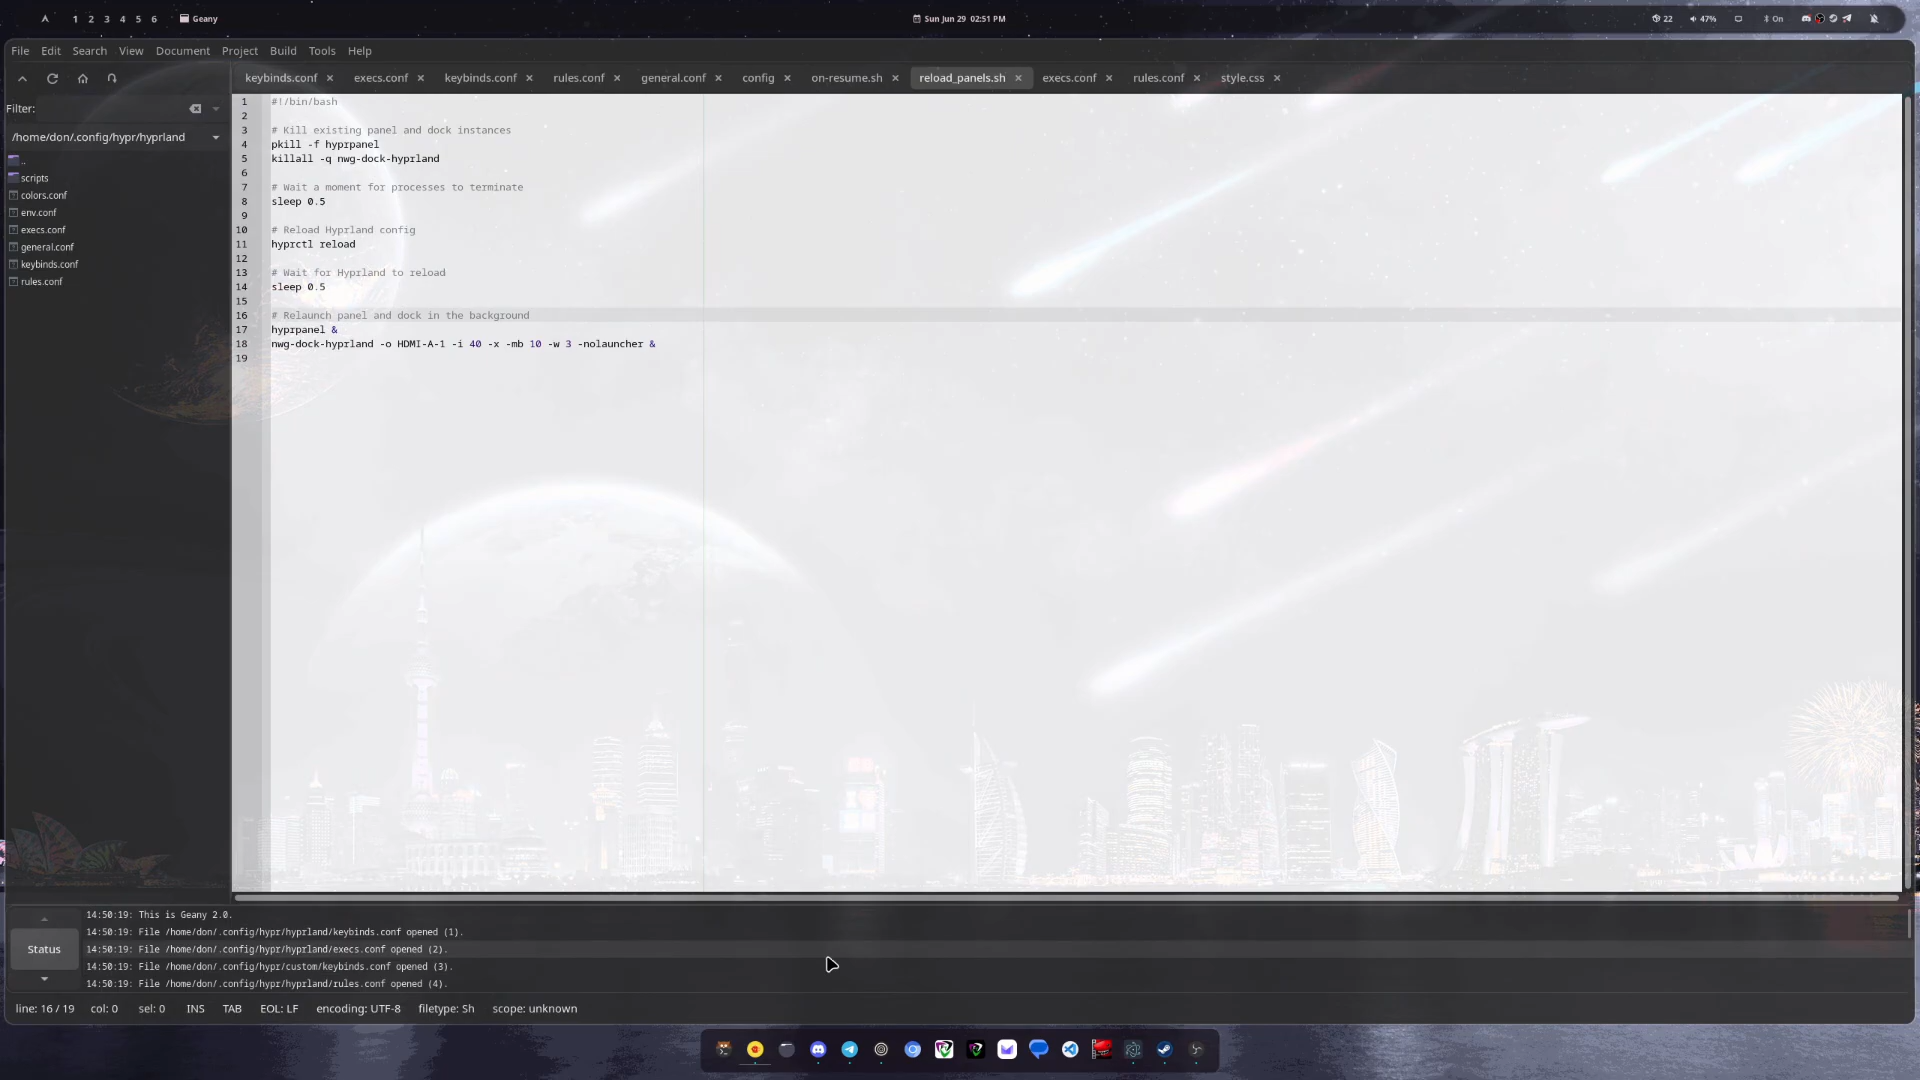 1 2 3 4 5 6 Geany
Sun Jun 29 02:51 PM
22 47% On
File Edit Search View Document Project Build Tools Help
keybinds.conf execs.conf keybinds.conf rules.conf general.conf config on-resume.sh reload_panels.sh execs.conf rules.conf style.css
Filter:
/home/don/.config/hypr/hyprland
..
scripts
colors.conf
env.conf
execs.conf
general.conf
keybinds.conf
rules.conf
1 #!/bin/bash
2
3 # Kill existing panel and dock instances
4 pkill -f hyprpanel
5 killall -q nwg-dock-hyprland
6
7 # Wait a moment for processes to terminate
8 sleep 0.5
9
10 # Reload Hyprland config
11 hyprctl reload
12
13 # Wait for Hyprland to reload
14 sleep 0.5
15
16 # Relaunch panel and dock in the background
17 hyprpanel &
18 nwg-dock-hyprland -o HDMI-A-1 -i 40 -x -mb 10 -w 3 -nolauncher &
19
Status
14:50:19: This is Geany 2.0.
14:50:19: File /home/don/.config/hypr/hyprland/keybinds.conf opened (1).
14:50:19: File /home/don/.config/hypr/hyprland/execs.conf opened (2).
14:50:19: File /home/don/.config/hypr/custom/keybinds.conf opened (3).
14:50:19: File /home/don/.config/hypr/hyprland/rules.conf opened (4).
line: 16 / 19 col: 0 sel: 0 INS TAB EOL: LF encoding: UTF-8 filetype: Sh scope: unknown